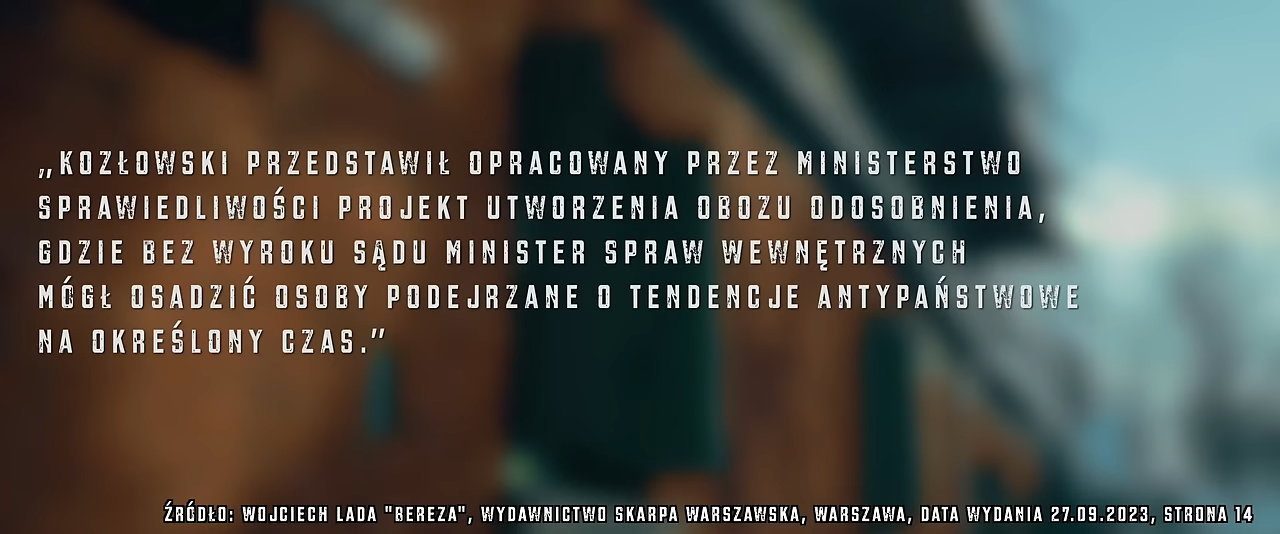 „KOZŁOWSKI PRZEDSTAWIŁ OPRACOWANY PRZEZ MINISTERSTWO
SPRAWIEDLIWOŚCI PROJEKT UTWORZENIA OBOZU ODOSOBNIENIA,
GDZIE BEZ WYROKU SĄDU MINISTER SPRAW WEWNĘTRZNYCH
MÓGŁ OSADZIĆ OSOBY PODEJRZANE O TENDENCJE ANTYPAŃSTWOWE
NA OKREŚLONY CZAS.”
ŹRÓDŁO: WOJCIECH LADA "BEREZA", WYDAWNICTWO SKARPA WARSZAWSKA, WARSZAWA, DATA WYDANIA 27.09.2023, STRONA 14